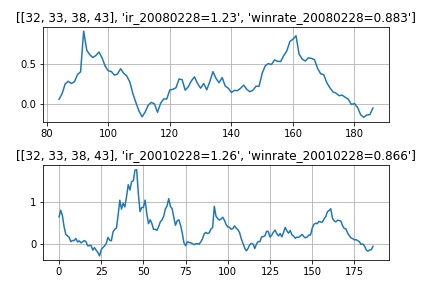 [[32, 33, 38, 43], 'ir_20080228=1.23', 'winrate_20080228=0.883']
0.5
0.0
80 100 120 140 160 180
[[32, 33, 38, 43], 'ir_20010228=1.26', 'winrate_20010228=0.866']
1
0
0 25 50 75 100 125 150 175